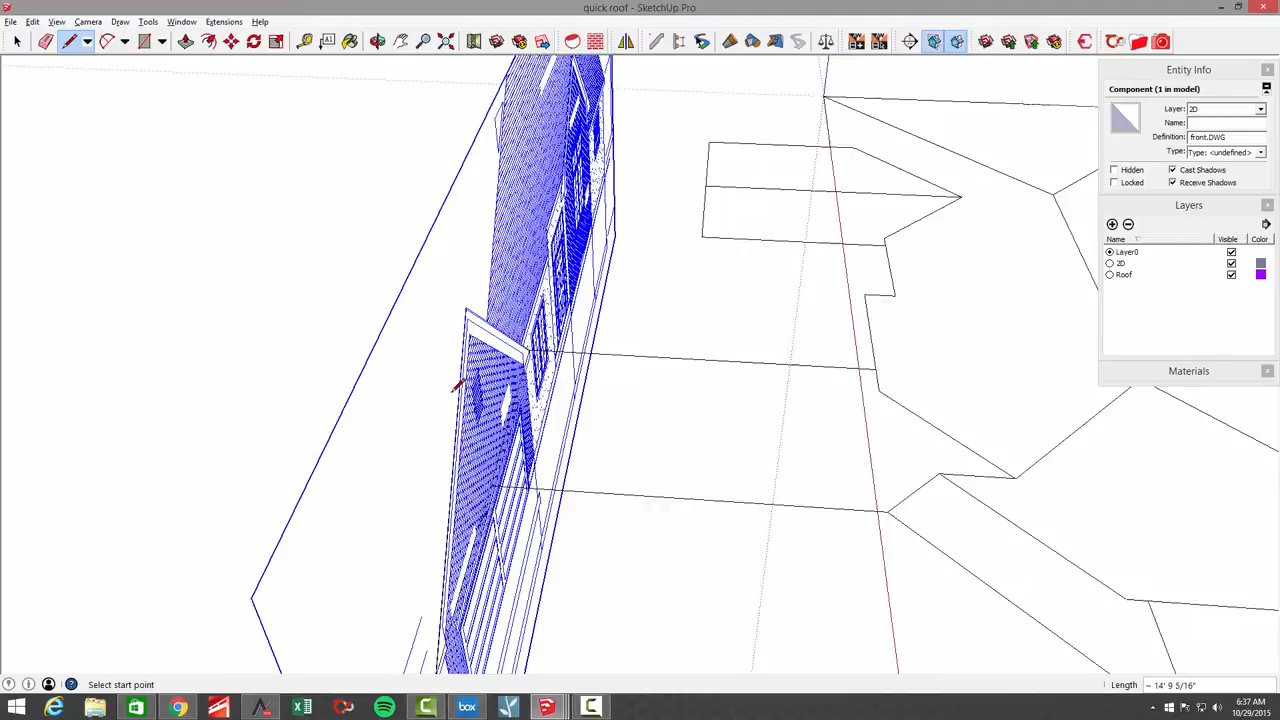 quick roof - SketchUp Pro
File Edit View Camera Draw Tools Window Extensions Help
A1
Entity Info
Component (1 in model)
Layer: 2D
Name:
Definition: front.DWG
Type: Type: <undefined>
Hidden Cast Shadows
Locked Receive Shadows
Layers
Name Visible Color
Layer0
2D
Roof
Materials
Select start point
Length ~ 14' 9 5/16"
box
6:37 AM
10/29/2015